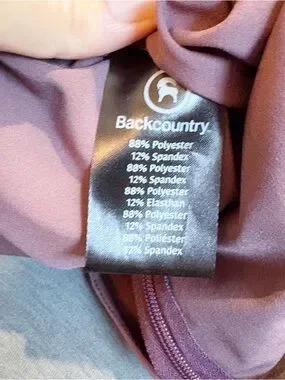 Backcountry
88% Polyester
12% Spandex
88% Polyester
12% Spandex
88% Polyester
12% Elasthan
88% Polyester
12% Spandex
88% Poliéster
12% Spandex